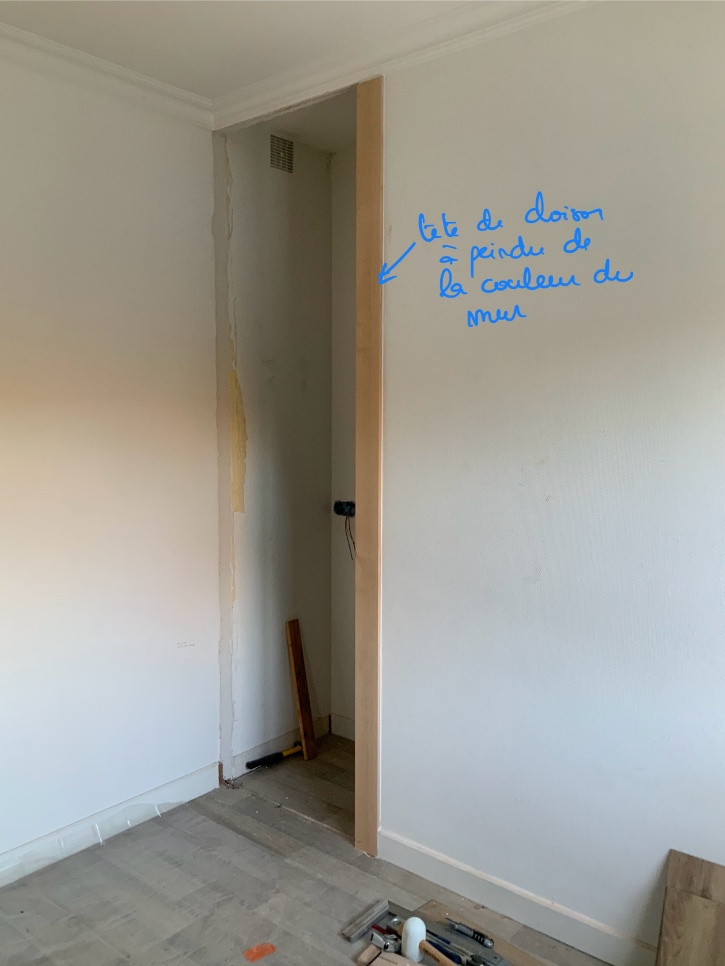 tête de cloison
à peindre de
la couleur du
mur